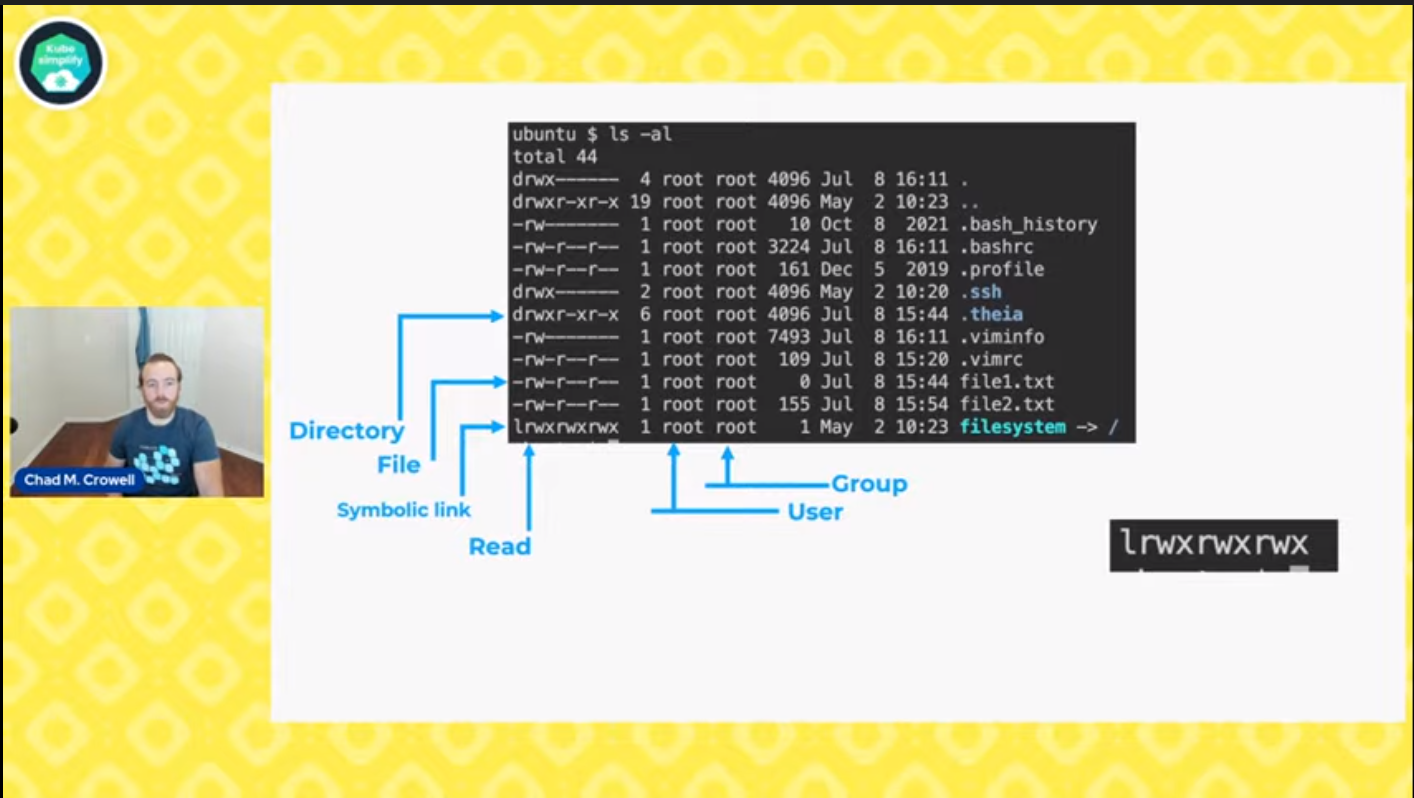 Kube
simplify
ubuntu $ ls -al
total 44
drwx------  4 root root 4096 Jul  8 16:11 .
drwxr-xr-x 19 root root 4096 May  2 10:23 ..
-rw-------  1 root root   10 Oct  8  2021 .bash_history
-rw-r--r--  1 root root 3224 Jul  8 16:11 .bashrc
-rw-r--r--  1 root root  161 Dec  5  2019 .profile
drwx------  2 root root 4096 May  2 10:20 .ssh
drwxr-xr-x  6 root root 4096 Jul  8 15:44 .theia
-rw-------  1 root root 7493 Jul  8 16:11 .viminfo
-rw-r--r--  1 root root  109 Jul  8 15:20 .vimrc
-rw-r--r--  1 root root    0 Jul  8 15:44 file1.txt
-rw-r--r--  1 root root  155 Jul  8 15:54 file2.txt
lrwxrwxrwx  1 root root    1 May  2 10:23 filesystem -> /
Directory
File
Symbolic link
Read
Group
User
lrwxrwxrwx
Chad M. Crowell